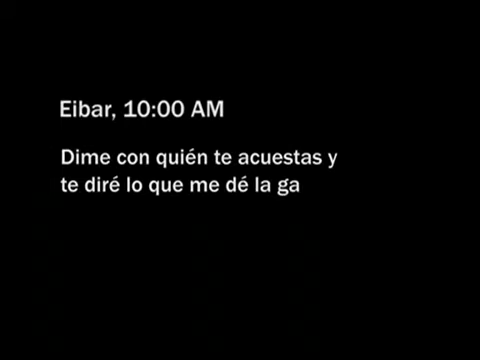 Eibar, 10:00 AM
Dime con quién te acuestas y
te diré lo que me dé la ga